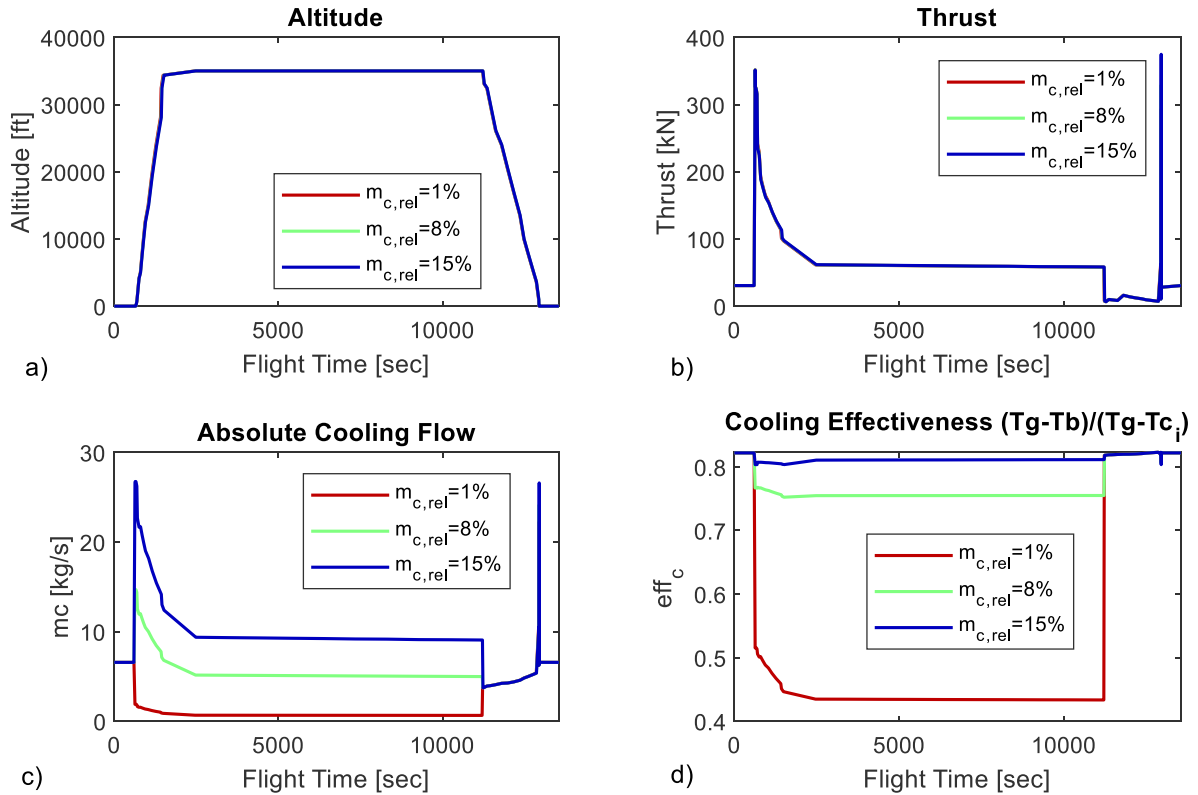 Altitude
40000
30000
20000
10000
0
Altitude [ft]
m_c,rel=1%
m_c,rel=8%
m_c,rel=15%
0 5000 10000
Flight Time [sec]
a)
Thrust
400
300
200
100
0
Thrust [kN]
m_c,rel=1%
m_c,rel=8%
m_c,rel=15%
0 5000 10000
Flight Time [sec]
b)
Absolute Cooling Flow
30
20
10
0
mc [kg/s]
m_c,rel=1%
m_c,rel=8%
m_c,rel=15%
0 5000 10000
Flight Time [sec]
c)
Cooling Effectiveness (Tg-Tb)/(Tg-Tc_i)
0.8
0.7
0.6
0.5
0.4
eff_c
m_c,rel=1%
m_c,rel=8%
m_c,rel=15%
0 5000 10000
Flight Time [sec]
d)